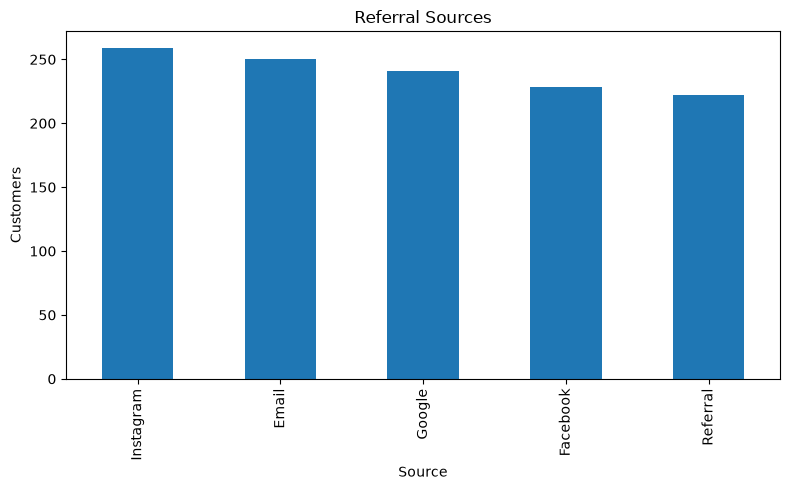 Referral Sources
Customers
250
200
150
100
50
0
Instagram
Email
Google
Facebook
Referral
Source